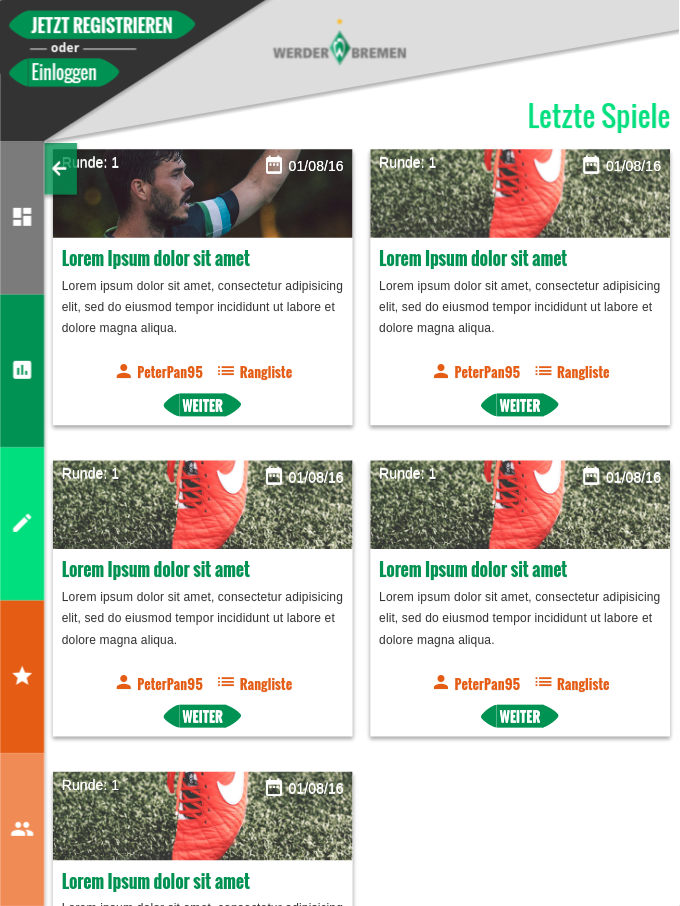 JETZT REGISTRIEREN
oder
Einloggen
WERDER BREMEN
Letzte Spiele
Runde: 1
01/08/16
Lorem Ipsum dolor sit amet
Lorem ipsum dolor sit amet, consectetur adipisicing
elit, sed do eiusmod tempor incididunt ut labore et
dolore magna aliqua.
PeterPan95 Rangliste
WEITER
Runde: 1
01/08/16
Lorem Ipsum dolor sit amet
Lorem ipsum dolor sit amet, consectetur adipisicing
elit, sed do eiusmod tempor incididunt ut labore et
dolore magna aliqua.
PeterPan95 Rangliste
WEITER
Runde: 1
01/08/16
Lorem Ipsum dolor sit amet
Lorem ipsum dolor sit amet, consectetur adipisicing
elit, sed do eiusmod tempor incididunt ut labore et
dolore magna aliqua.
PeterPan95 Rangliste
WEITER
Runde: 1
01/08/16
Lorem Ipsum dolor sit amet
Lorem ipsum dolor sit amet, consectetur adipisicing
elit, sed do eiusmod tempor incididunt ut labore et
dolore magna aliqua.
PeterPan95 Rangliste
WEITER
Runde: 1
01/08/16
Lorem Ipsum dolor sit amet